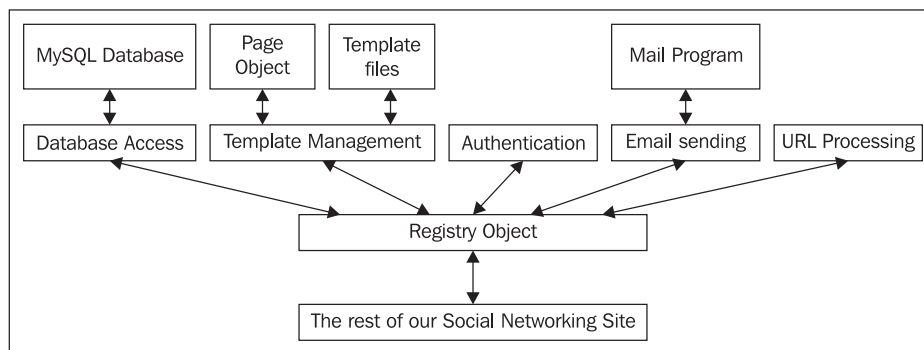 MySQL Database
Page
Object
Template
files
Mail Program
Database Access
Template Management
Authentication
Email sending
URL Processing
Registry Object
The rest of our Social Networking Site